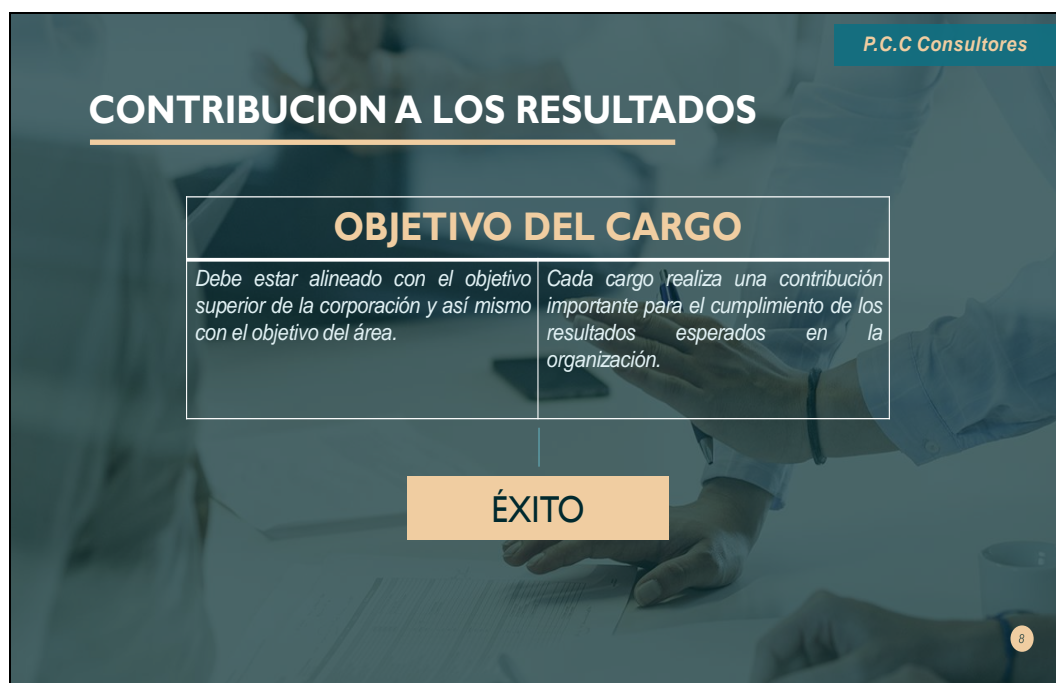 P.C.C Consultores
CONTRIBUCION A LOS RESULTADOS
OBJETIVO DEL CARGO
Debe estar alineado con el objetivo
superior de la corporación y así mismo
con el objetivo del área.
Cada cargo realiza una contribución
importante para el cumplimiento de los
resultados esperados en la
organización.
ÉXITO
8